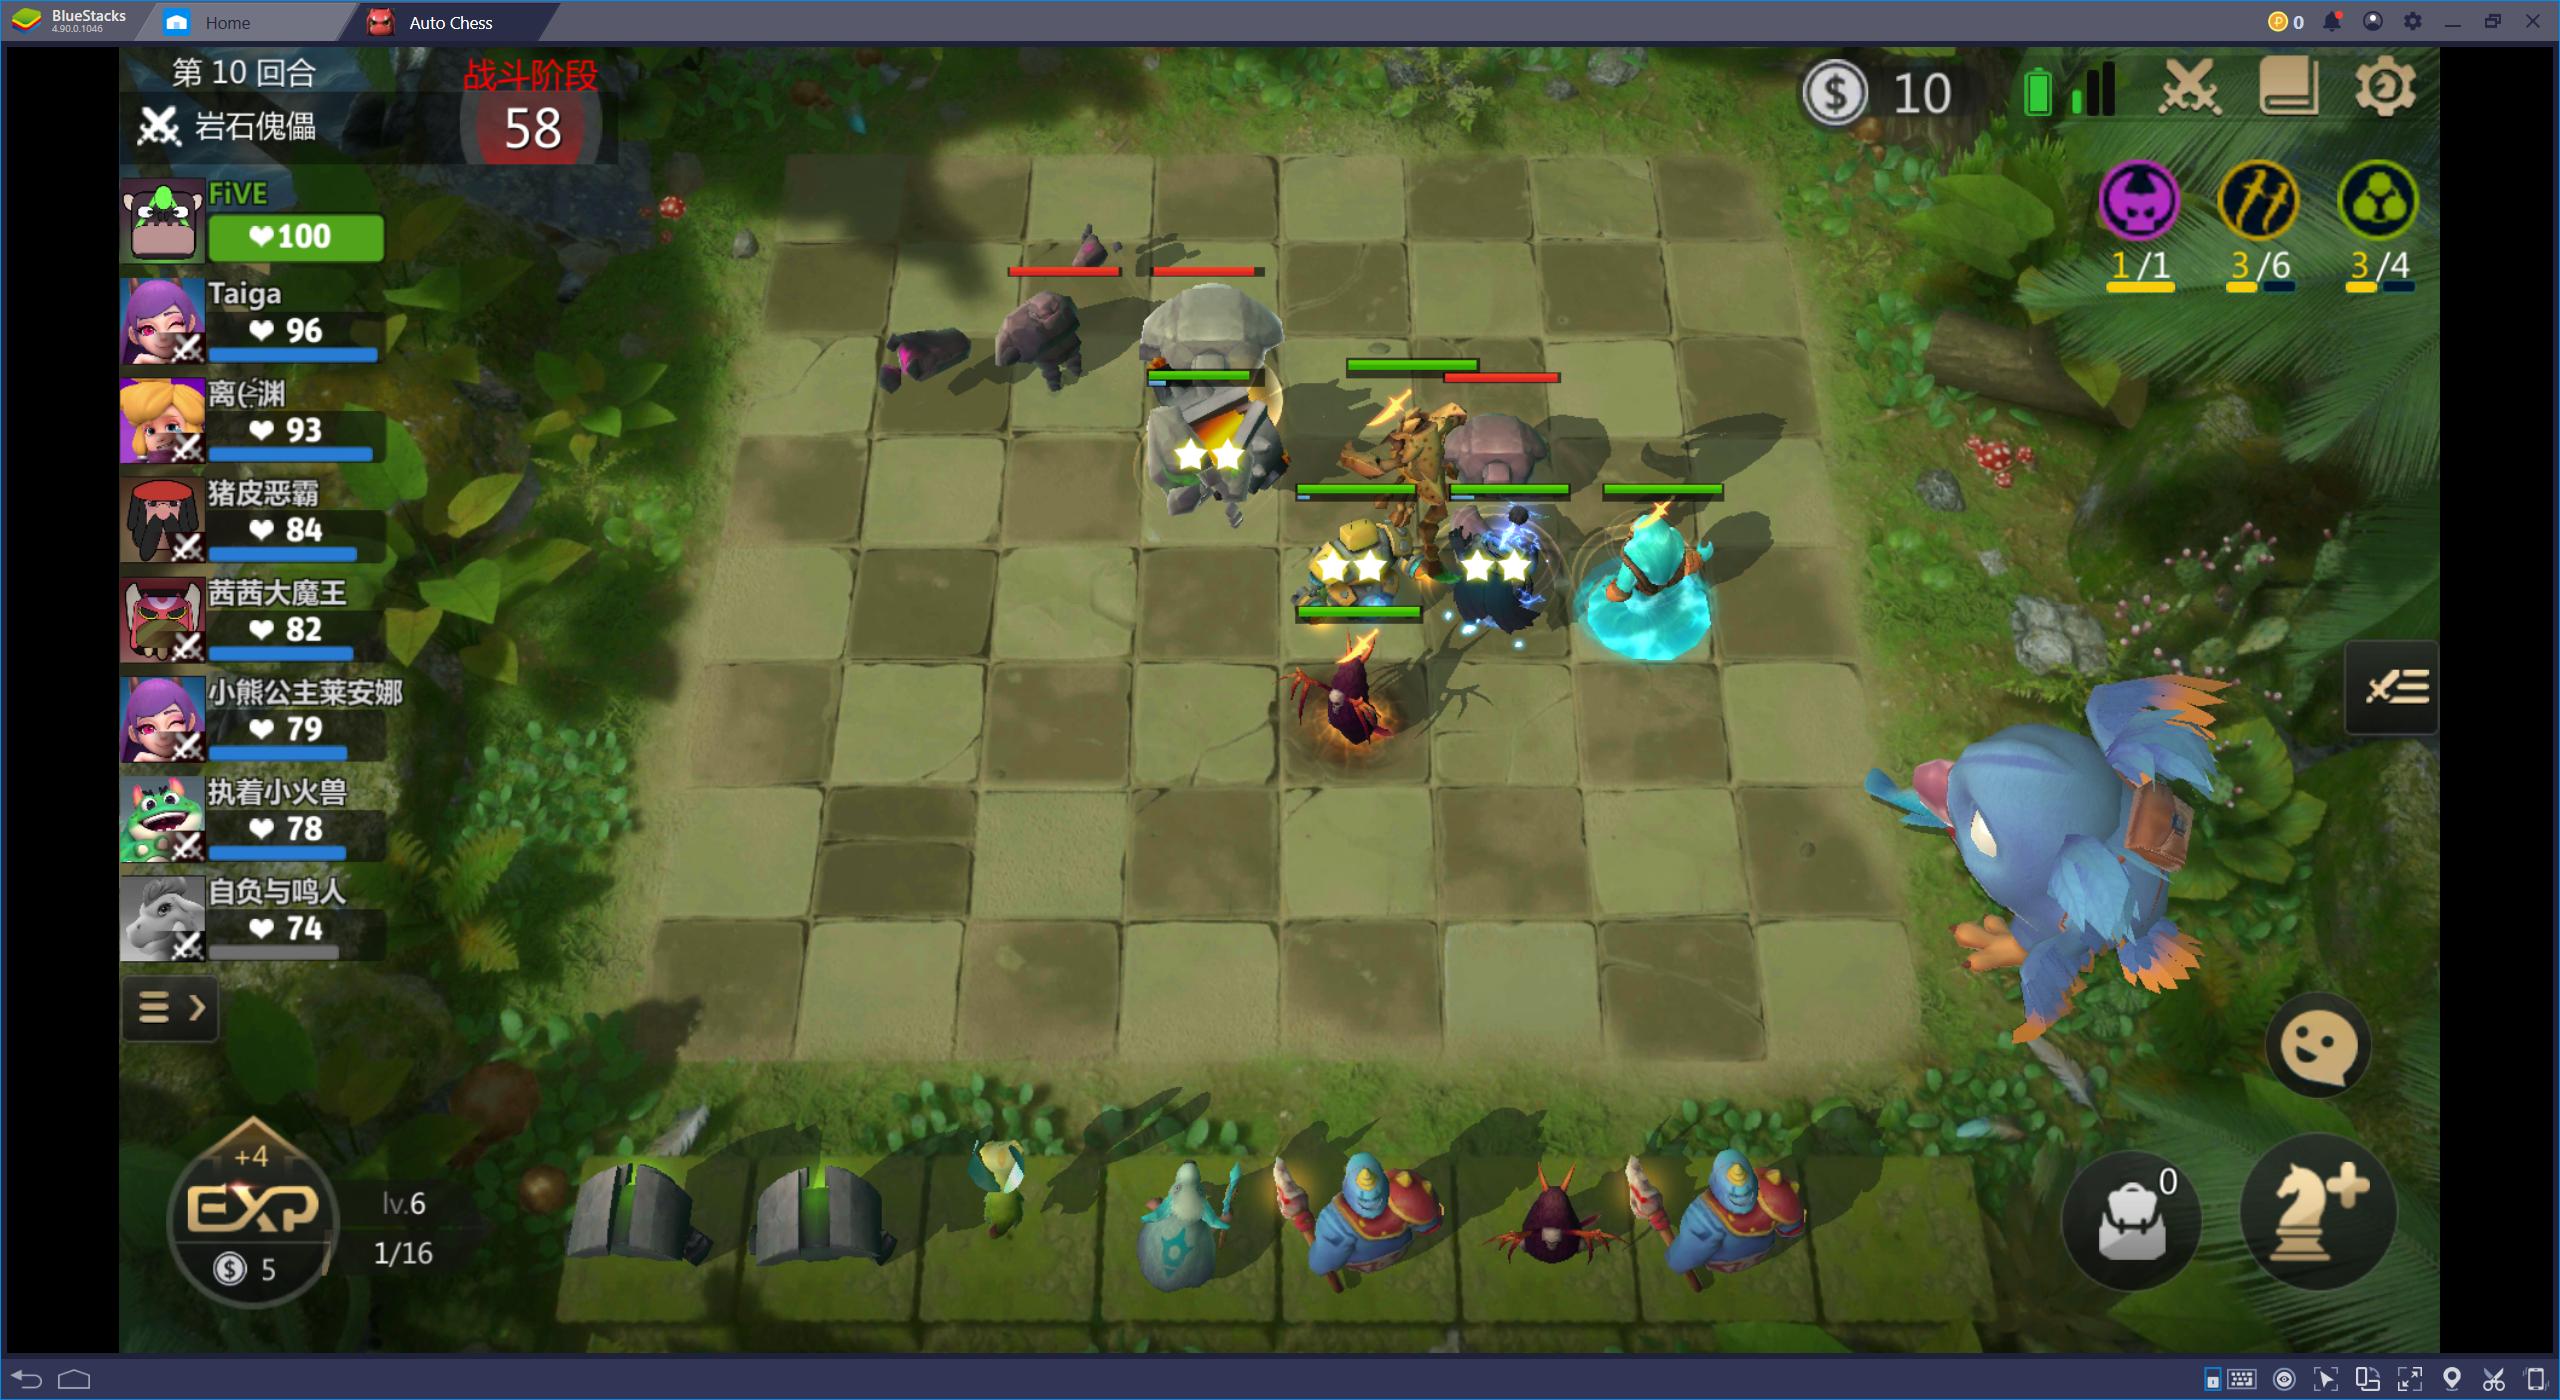 BlueStacks
4.90.0.1046
Home
Auto Chess
0
第 10 回合
战斗阶段
岩石傀儡
58
10
FiVE
100
Taiga
96
93
猪皮恶霸
84
茜茜大魔王
82
小熊公主莱安娜
79
执着小火兽
78
自负与鸣人
74
1/1
3/6
3/4
+4
EXP
5
lv.6
1/16
0